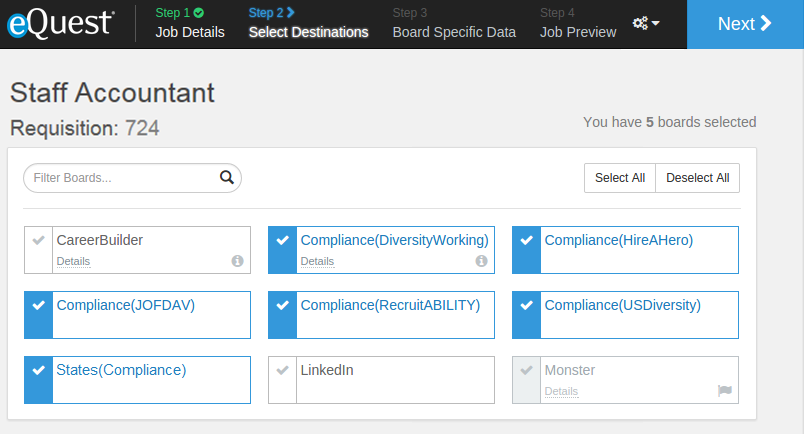 eQuest®
Step 1
Job Details
Step 2
Select Destinations
Step 3
Board Specific Data
Step 4
Job Preview
Next
Staff Accountant
Requisition: 724
You have 5 boards selected
Filter Boards...
Select All
Deselect All
CareerBuilder
Details
Compliance(DiversityWorking)
Details
Compliance(HireAHero)
Compliance(JOFDAV)
Compliance(RecruitABILITY)
Compliance(USDiversity)
States(Compliance)
LinkedIn
Monster
Details